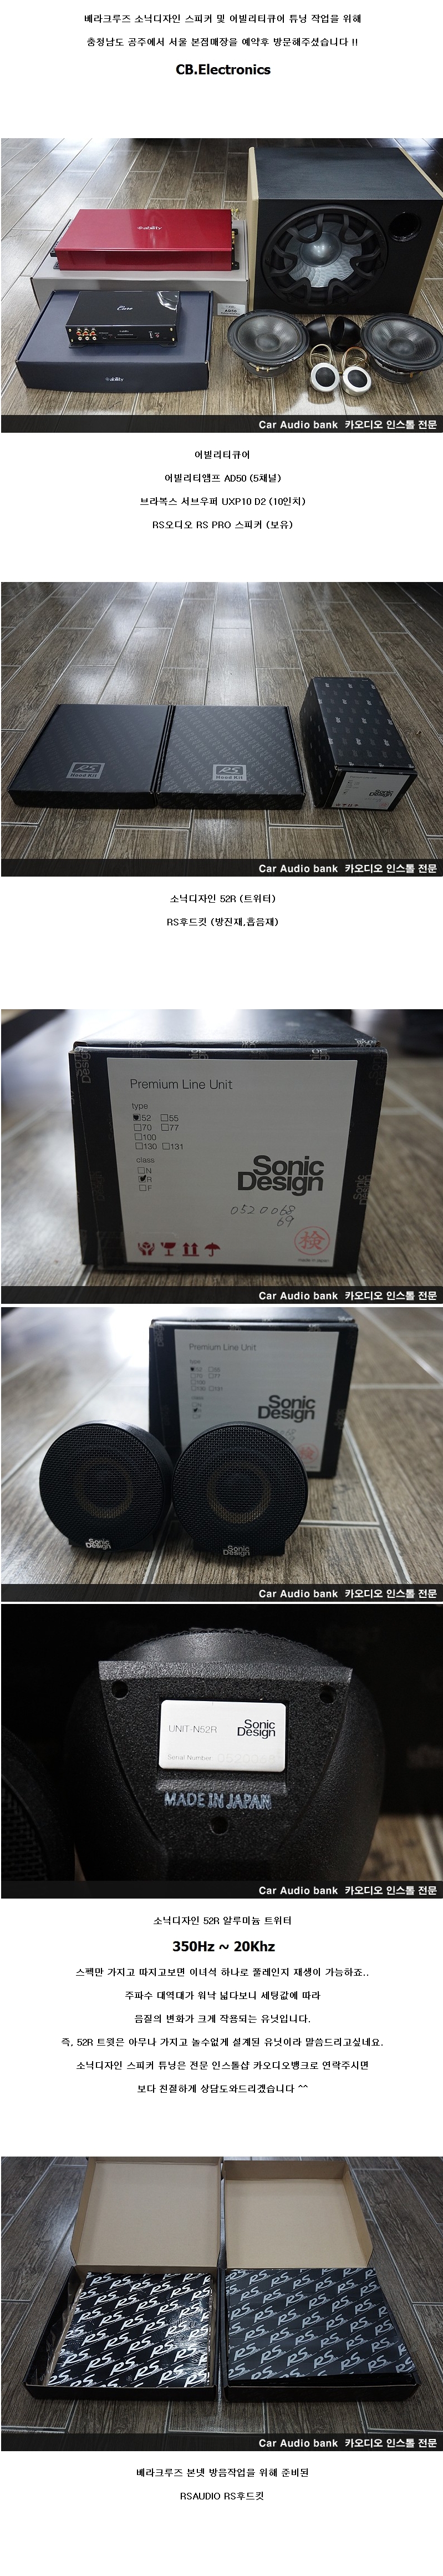 베라크루즈 소닉디자인 스피커 및 어빌리티큐어 튜닝 작업을 위해
충청남도 공주에서 서울 본점매장을 예약후 방문해주셨습니다 !!
CB.Electronics
Car Audio bank 카오디오 인스톨 전문
어빌리티큐어
어빌리티앰프 AD50 (5채널)
브라복스 서브우퍼 UXP10 D2 (10인치)
RS오디오 RS PRO 스피커 (보유)
RS
Hood Kit
RS
Hood Kit
Sonic Design
Car Audio bank 카오디오 인스톨 전문
소닉디자인 52R (트위터)
RS후드킷 (방진재,흡음재)
Premium Line Unit
type
52 55
70 77
100
130 131
class
N
R
F
Sonic Design
0520068
69
検
Car Audio bank 카오디오 인스톨 전문
Premium Line Unit
Sonic Design
Sonic Design
Sonic Design
Car Audio bank 카오디오 인스톨 전문
UNIT-N52R
Sonic Design
Serial Number
MADE IN JAPAN
Car Audio bank 카오디오 인스톨 전문
소닉디자인 52R 알루미늄 트위터
350Hz ~ 20Khz
스펙만 가지고 따지고보면 이녀석 하나로 풀레인지 재생이 가능하죠..
주파수 대역대가 워낙 넓다보니 세팅값에 따라
음질의 변화가 크게 작용되는 유닛입니다.
즉, 52R 트윗은 아무나 가지고 놀수없게 설계된 유닛이라 말씀드리고싶네요.
소닉디자인 스피커 튜닝은 전문 인스톨샵 카오디오뱅크로 연락주시면
보다 친절하게 상담도와드리겠습니다 ^^
Car Audio bank 카오디오 인스톨 전문
베라크루즈 본넷 방음작업을 위해 준비된
RSAUDIO RS후드킷